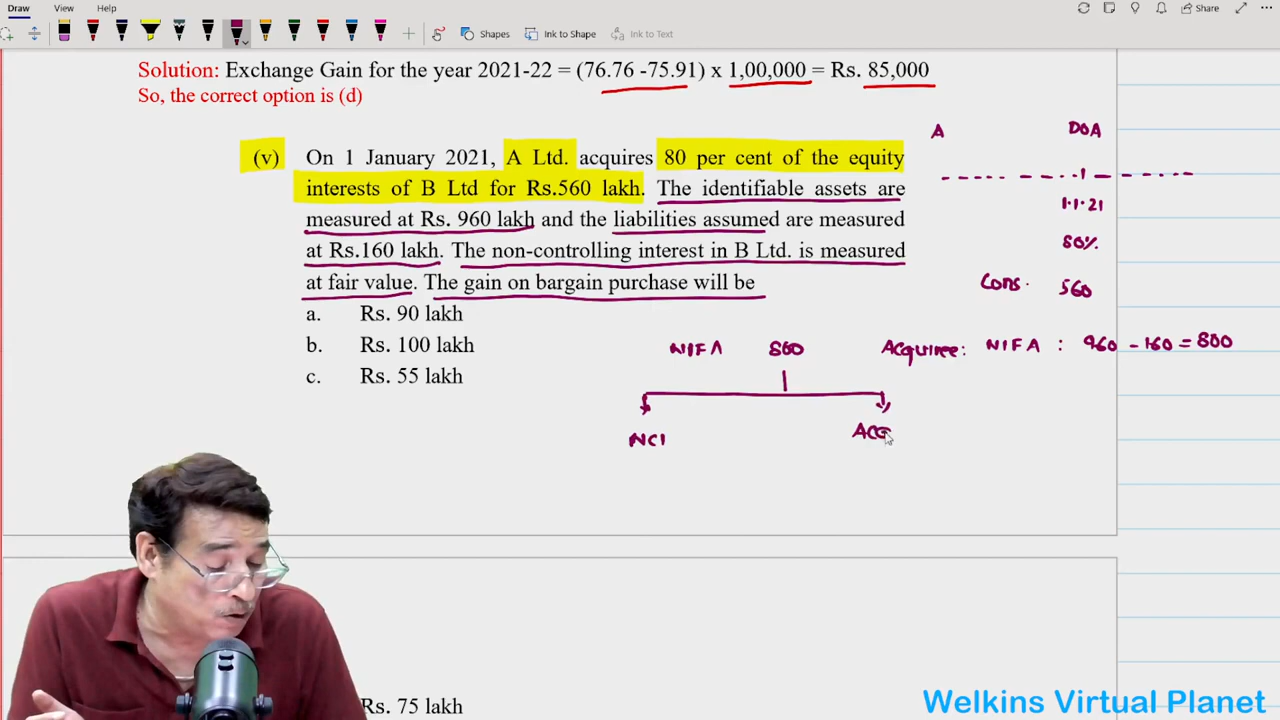 Draw View Help Share
Shapes Ink to Shape Ink to Text
Solution: Exchange Gain for the year 2021-22 = (76.76 -75.91) x 1,00,000 = Rs. 85,000
So, the correct option is (d)
(v) On 1 January 2021, A Ltd. acquires 80 per cent of the equity
interests of B Ltd for Rs.560 lakh. The identifiable assets are
measured at Rs. 960 lakh and the liabilities assumed are measured
at Rs.160 lakh. The non-controlling interest in B Ltd. is measured
at fair value. The gain on bargain purchase will be
a. Rs. 90 lakh
b. Rs. 100 lakh
c. Rs. 55 lakh
A DOA
1.1.21
80%
Cons. 560
Acquiree: NIFA : 960 - 160 = 800
NIFA 800
NCI ACQ
Rs. 75 lakh
Welkins Virtual Planet